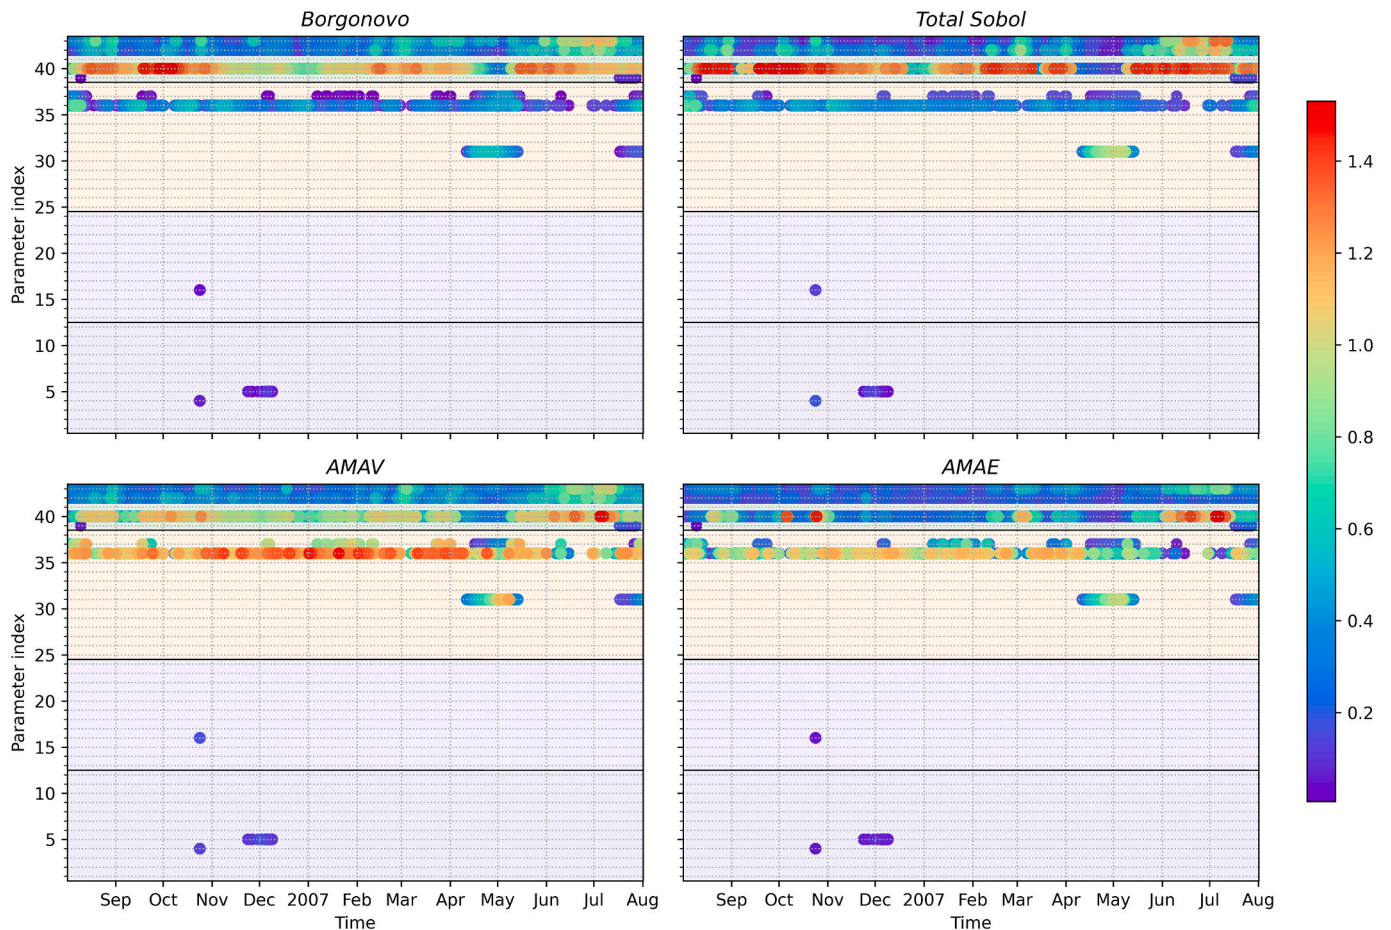 Borgonovo
Total Sobol
Parameter index
40
35
30
25
20
15
10
5
1.4
1.2
1.0
0.8
0.6
0.4
0.2
AMAV
AMAE
Parameter index
40
35
30
25
20
15
10
5
Sep Oct Nov Dec 2007 Feb Mar Apr May Jun Jul Aug
Time
Sep Oct Nov Dec 2007 Feb Mar Apr May Jun Jul Aug
Time